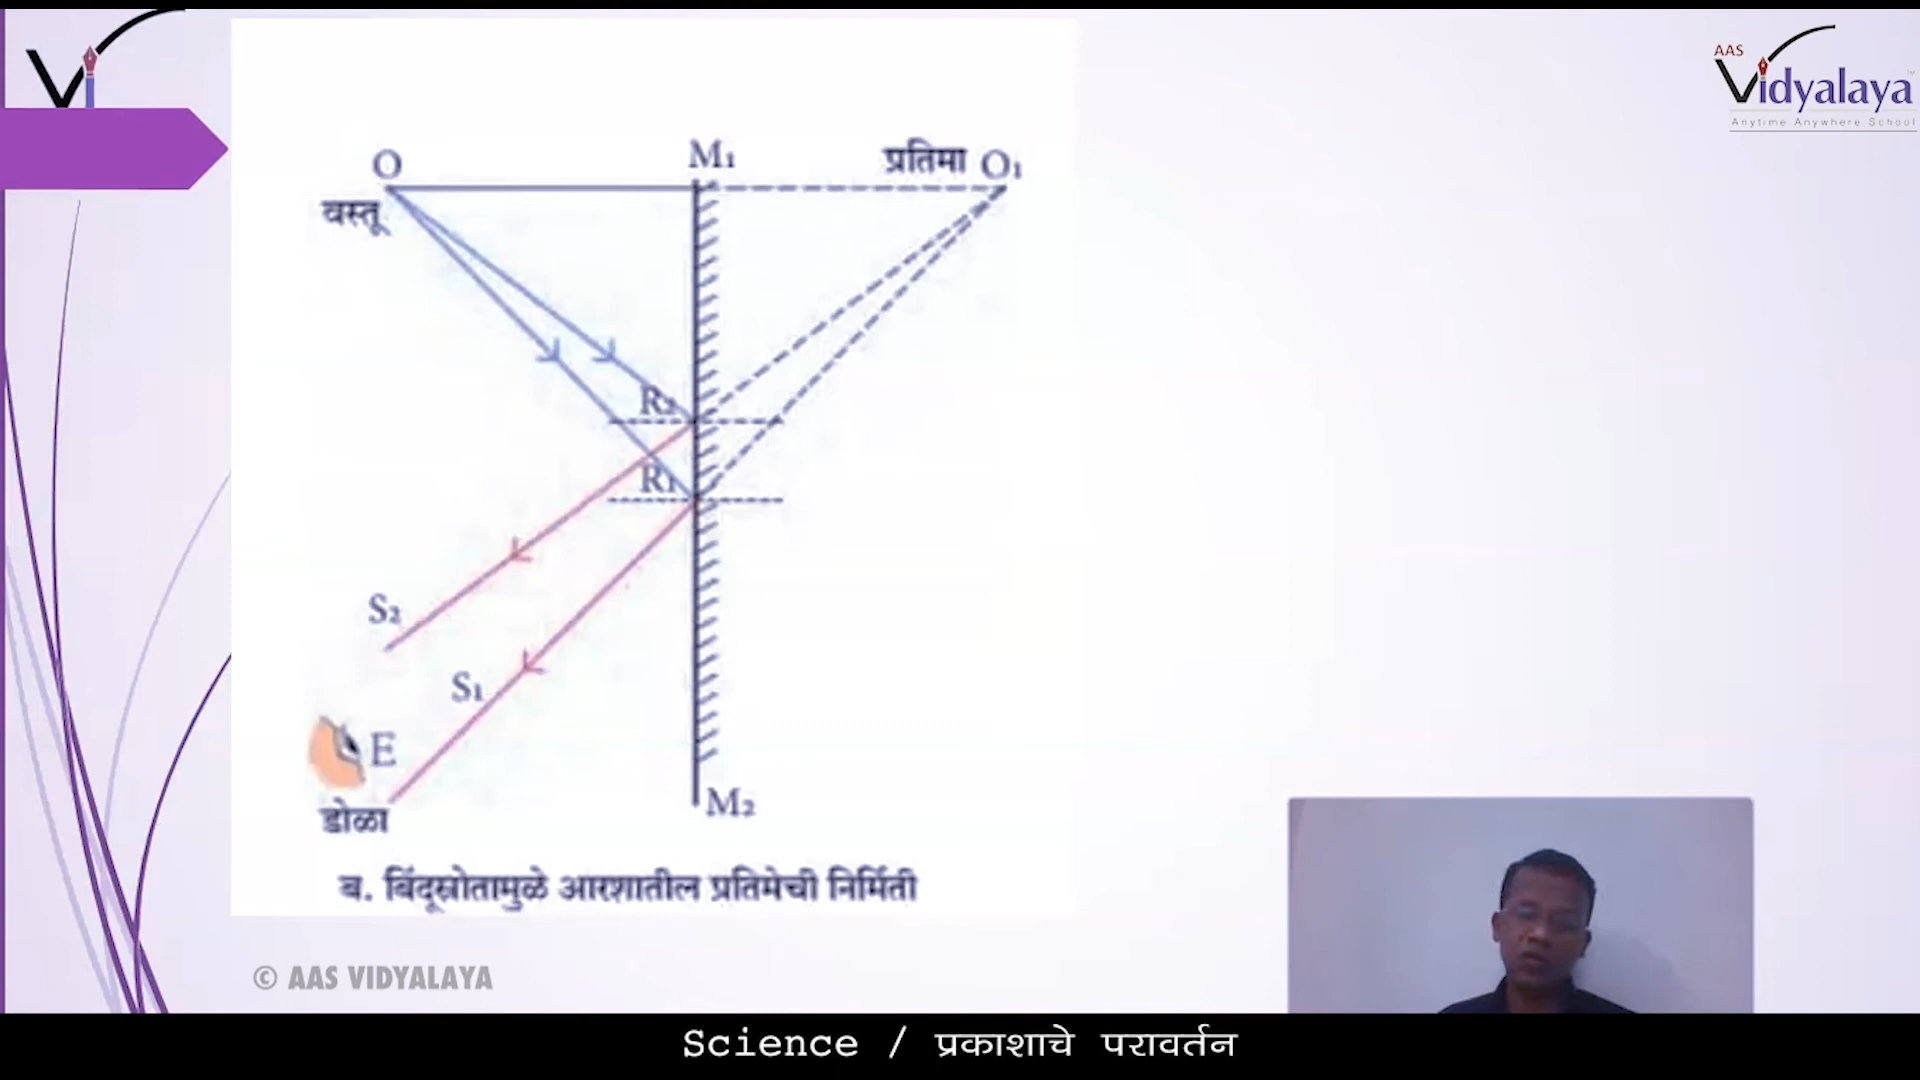 AAS
Vidyalaya
Anytime Anywhere School
O
M₁
प्रतिमा O₁
वस्तू
R₂
R₁
S₂
S₁
E
डोळा
M₂
ब. बिंदूस्रोतामुळे आरशातील प्रतिमेची निर्मिती
© AAS VIDYALAYA
Science / प्रकाशाचे परावर्तन